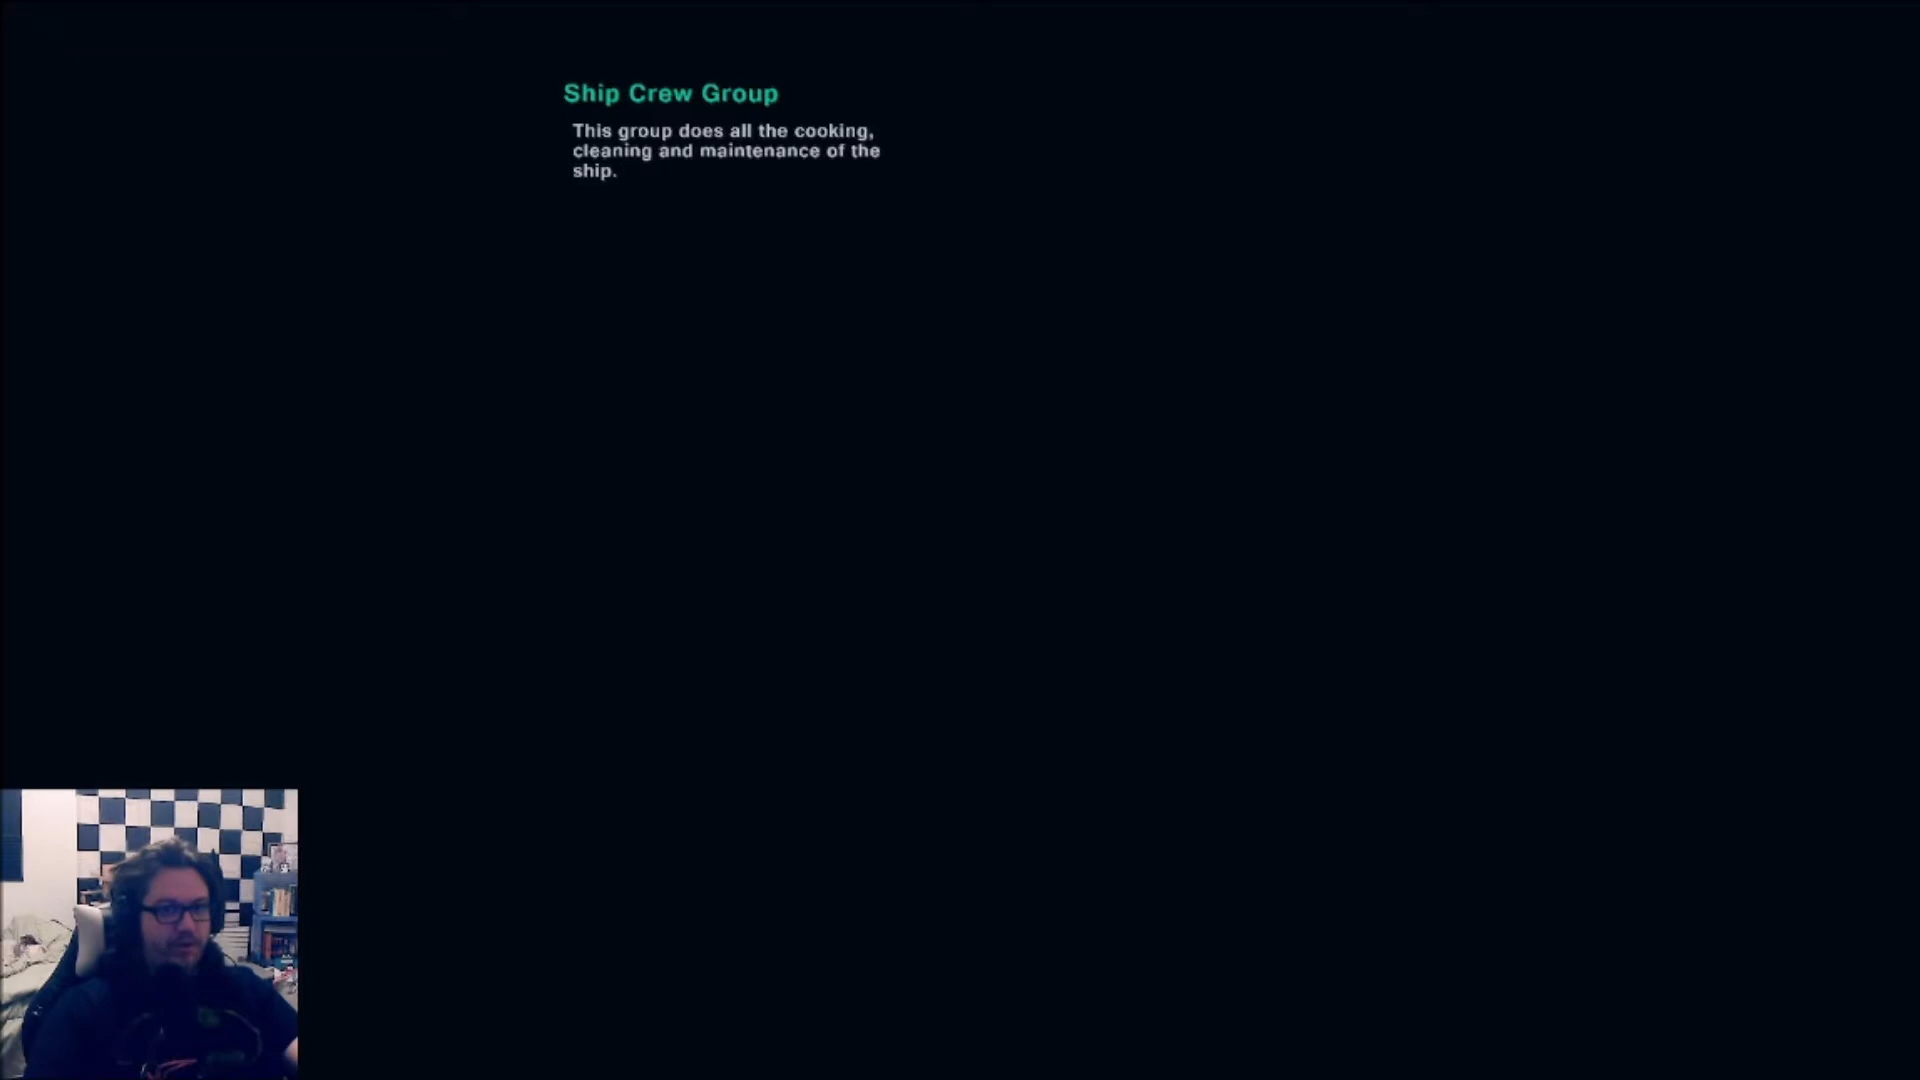 Ship Crew Group
This group does all the cooking,
cleaning and maintenance of the
ship.